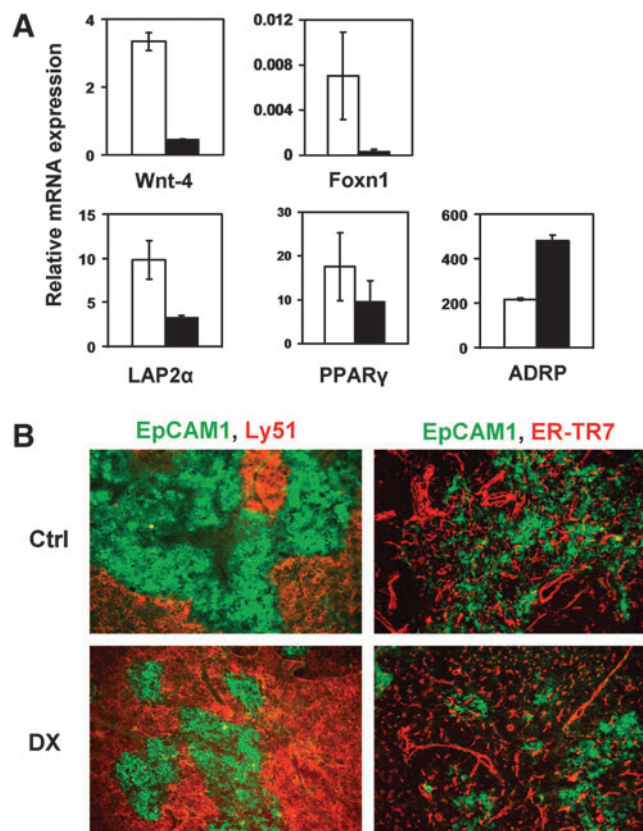 A
Relative mRNA expression
4
2
0
Wnt-4
0.012
0.008
0.004
0
Foxn1
15
10
5
0
LAP2α
30
20
10
0
PPARγ
600
400
200
0
ADRP
B
EpCAM1, Ly51
EpCAM1, ER-TR7
Ctrl
DX